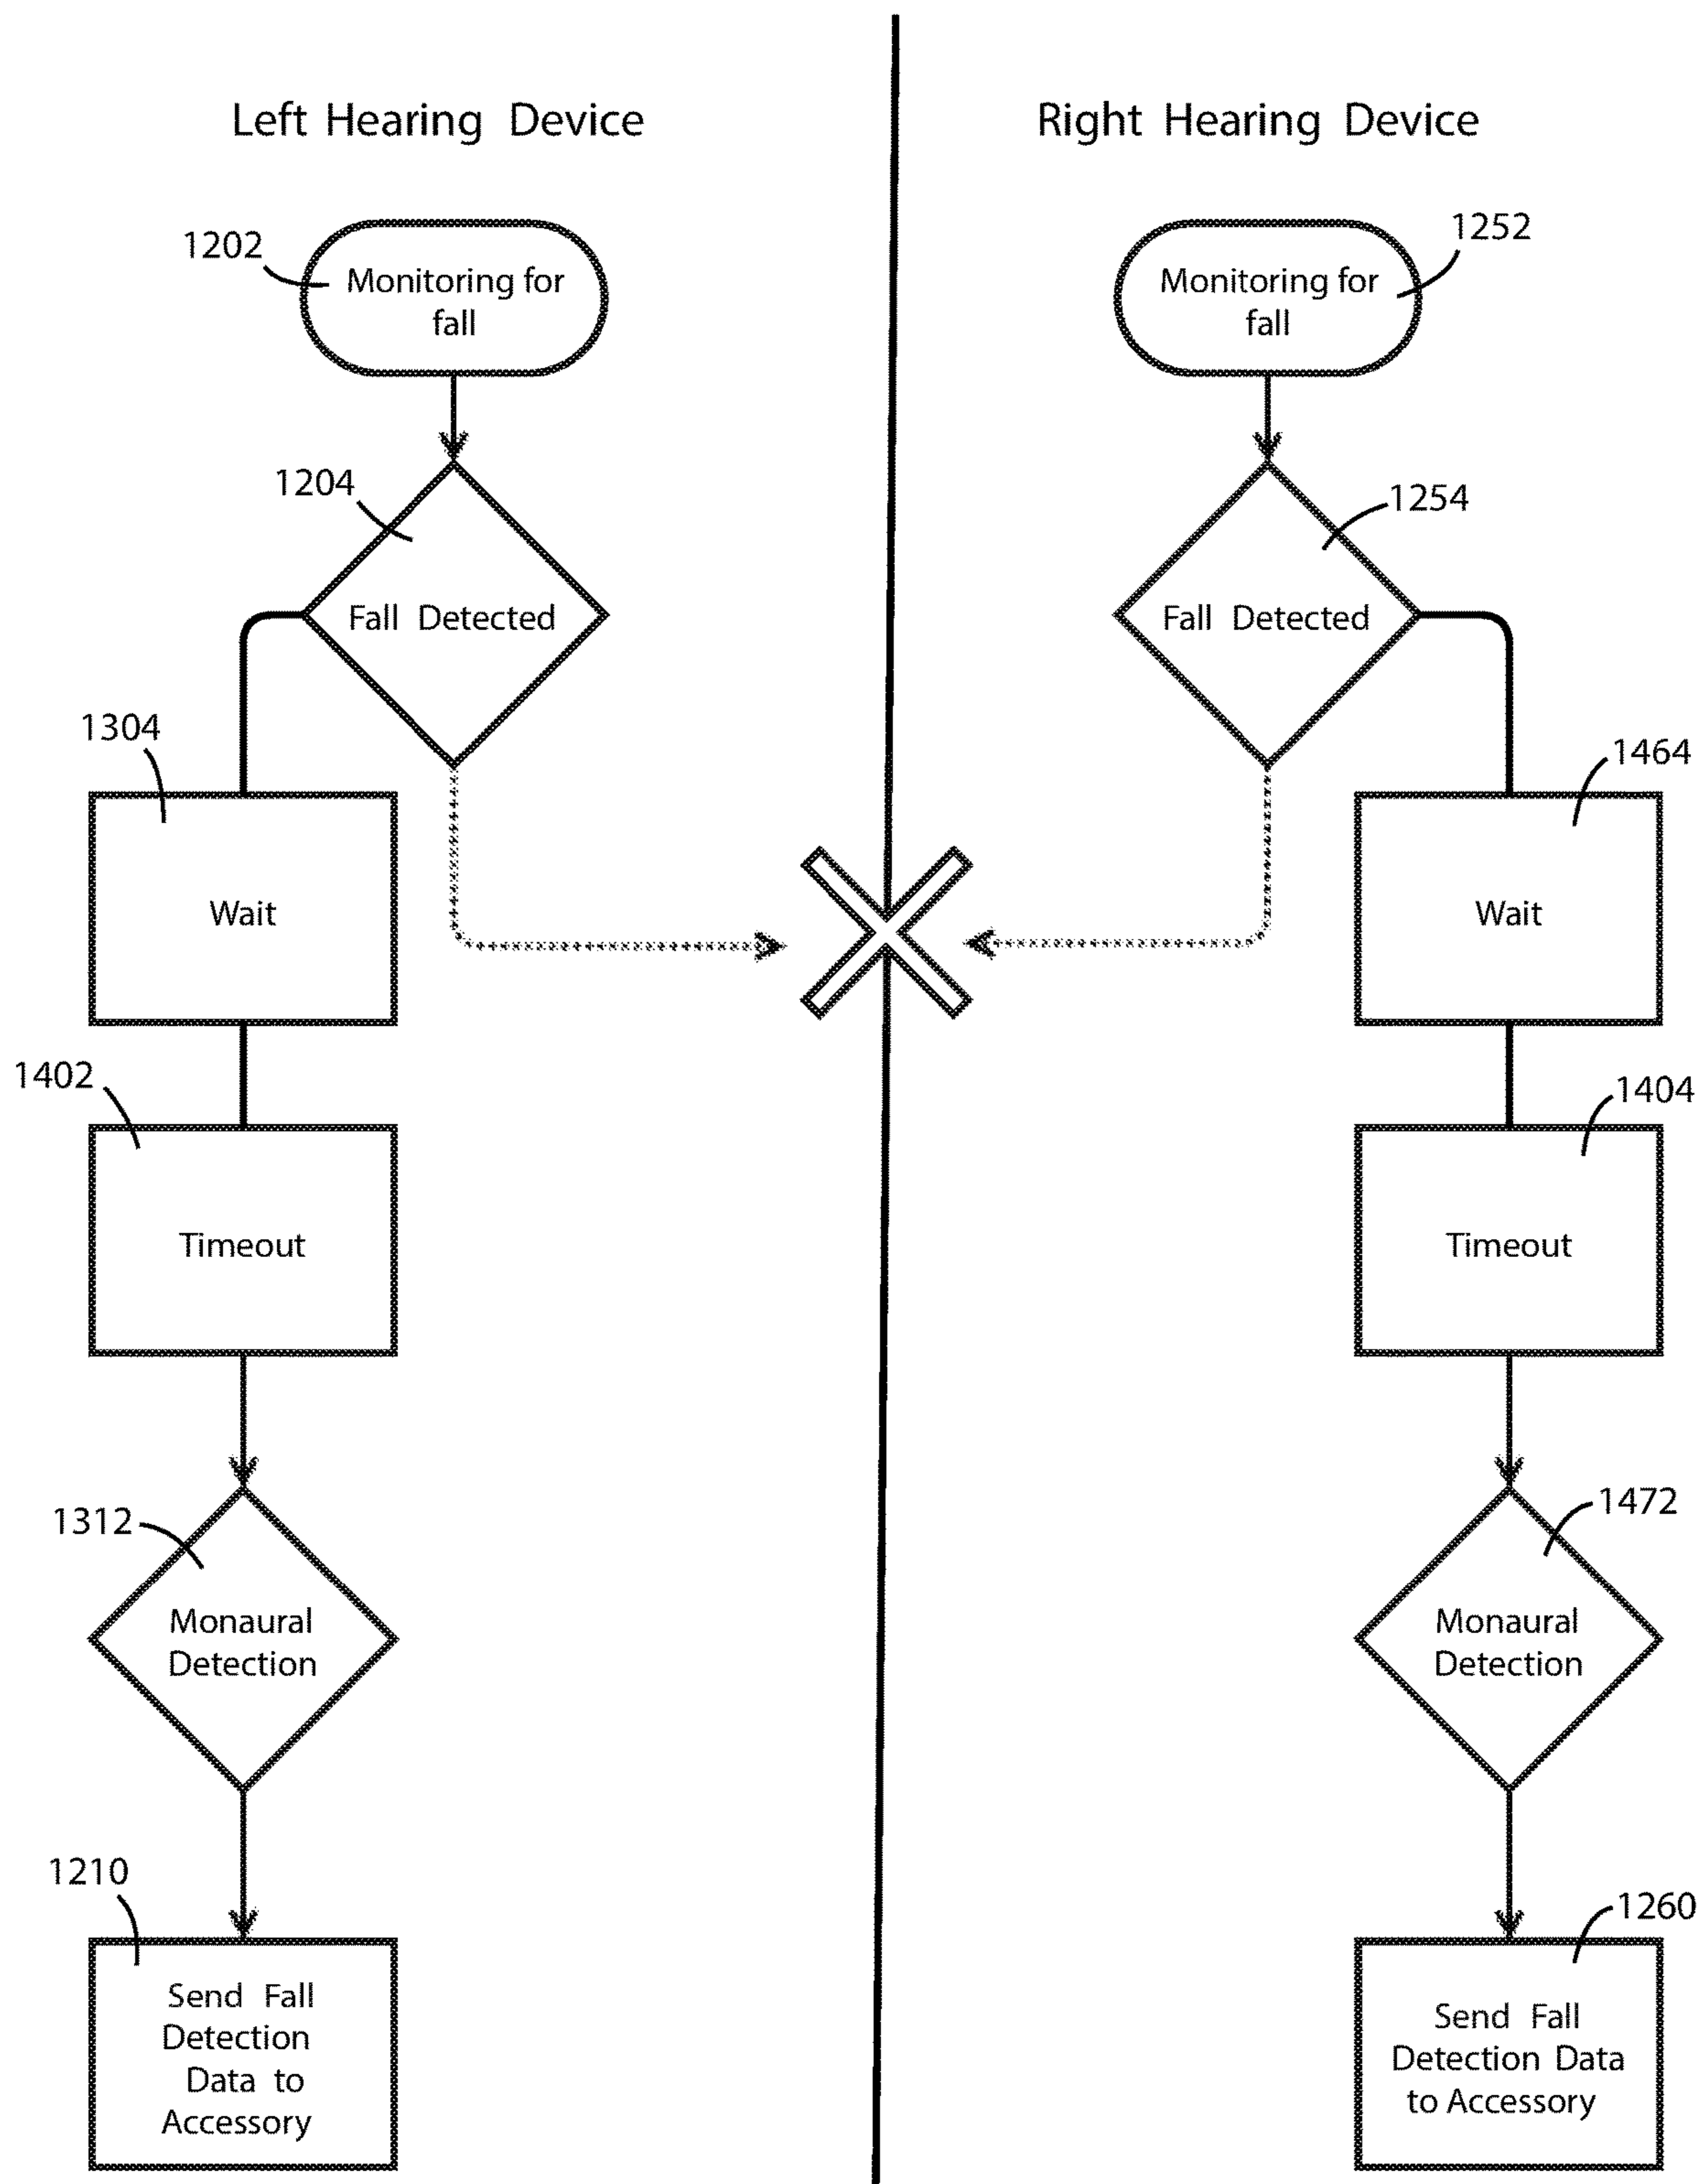 Left Hearing Device
Right Hearing Device
1202
Monitoring for
fall
1252
Monitoring for
fall
1204
Fall Detected
1254
Fall Detected
1304
Wait
1464
Wait
1402
Timeout
1404
Timeout
1312
Monaural
Detection
1472
Monaural
Detection
1210
Send Fall
Detection
Data to
Accessory
1260
Send Fall
Detection Data
to Accessory